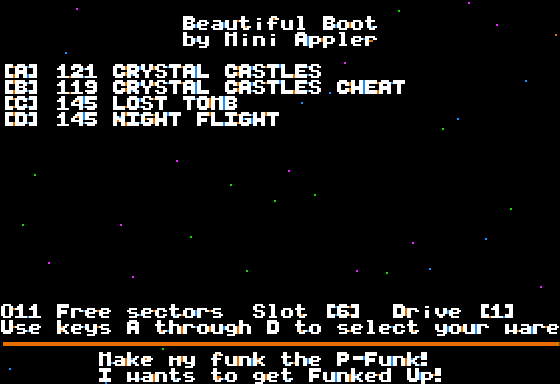 Beautiful Boot
by Mini Appler
[A] 121 CRYSTAL CASTLES
[B] 119 CRYSTAL CASTLES CHEAT
[C] 145 LOST TOMB
[D] 145 NIGHT FLIGHT
011 Free sectors  Slot [6]  Drive [1]
Use keys A through D to select your ware
Make my funk the P-Funk!
I wants to get Funked Up!